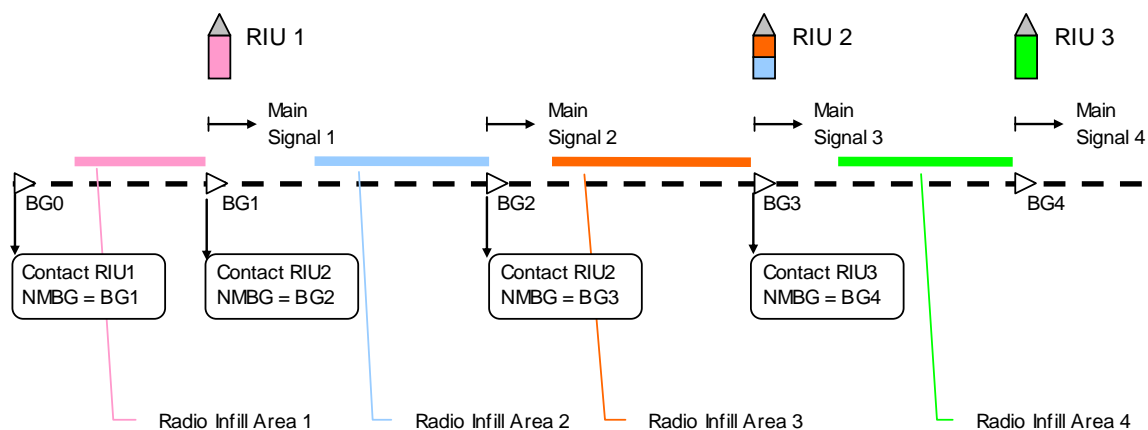 RIU 1
RIU 2
RIU 3
Main
Signal 1
Main
Signal 2
Main
Signal 3
Main
Signal 4
BG0
BG1
BG2
BG3
BG4
Contact RIU1
NMBG = BG1
Contact RIU2
NMBG = BG2
Contact RIU2
NMBG = BG3
Contact RIU3
NMBG = BG4
Radio Infill Area 1
Radio Infill Area 2
Radio Infill Area 3
Radio Infill Area 4